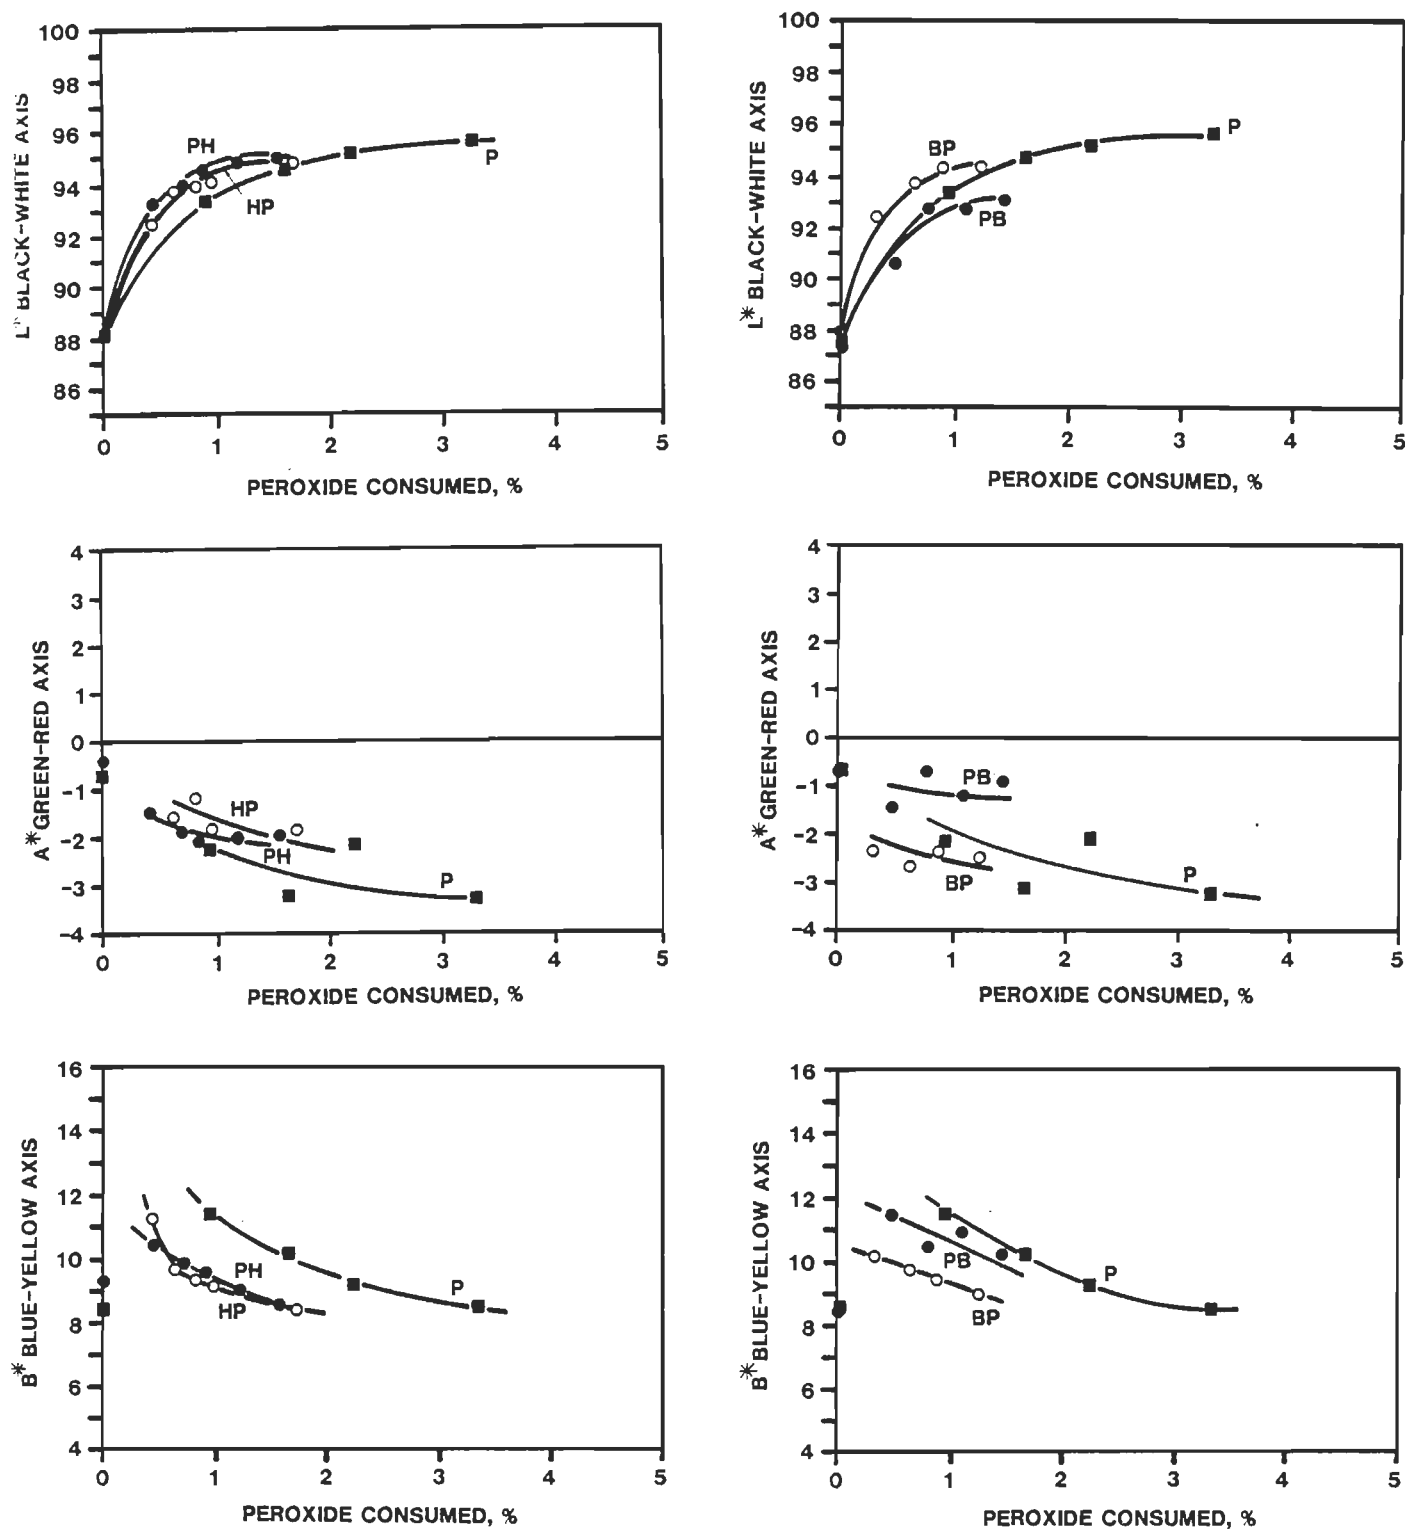 L* BLACK-WHITE AXIS
100
98
96
94
92
90
88
86
PH
HP
P
0 1 2 3 4 5
PEROXIDE CONSUMED, %
L* BLACK-WHITE AXIS
100
98
96
94
92
90
88
86
BP
P
PB
0 1 2 3 4 5
PEROXIDE CONSUMED, %
A* GREEN-RED AXIS
4
3
2
1
0
-1
-2
-3
-4
HP
PH
P
0 1 2 3 4 5
PEROXIDE CONSUMED, %
A* GREEN-RED AXIS
4
3
2
1
0
-1
-2
-3
-4
PB
BP
P
0 1 2 3 4 5
PEROXIDE CONSUMED, %
B* BLUE-YELLOW AXIS
16
14
12
10
8
6
4
PH
HP
P
0 1 2 3 4 5
PEROXIDE CONSUMED, %
B* BLUE-YELLOW AXIS
16
14
12
10
8
6
4
PB
P
BP
0 1 2 3 4 5
PEROXIDE CONSUMED, %